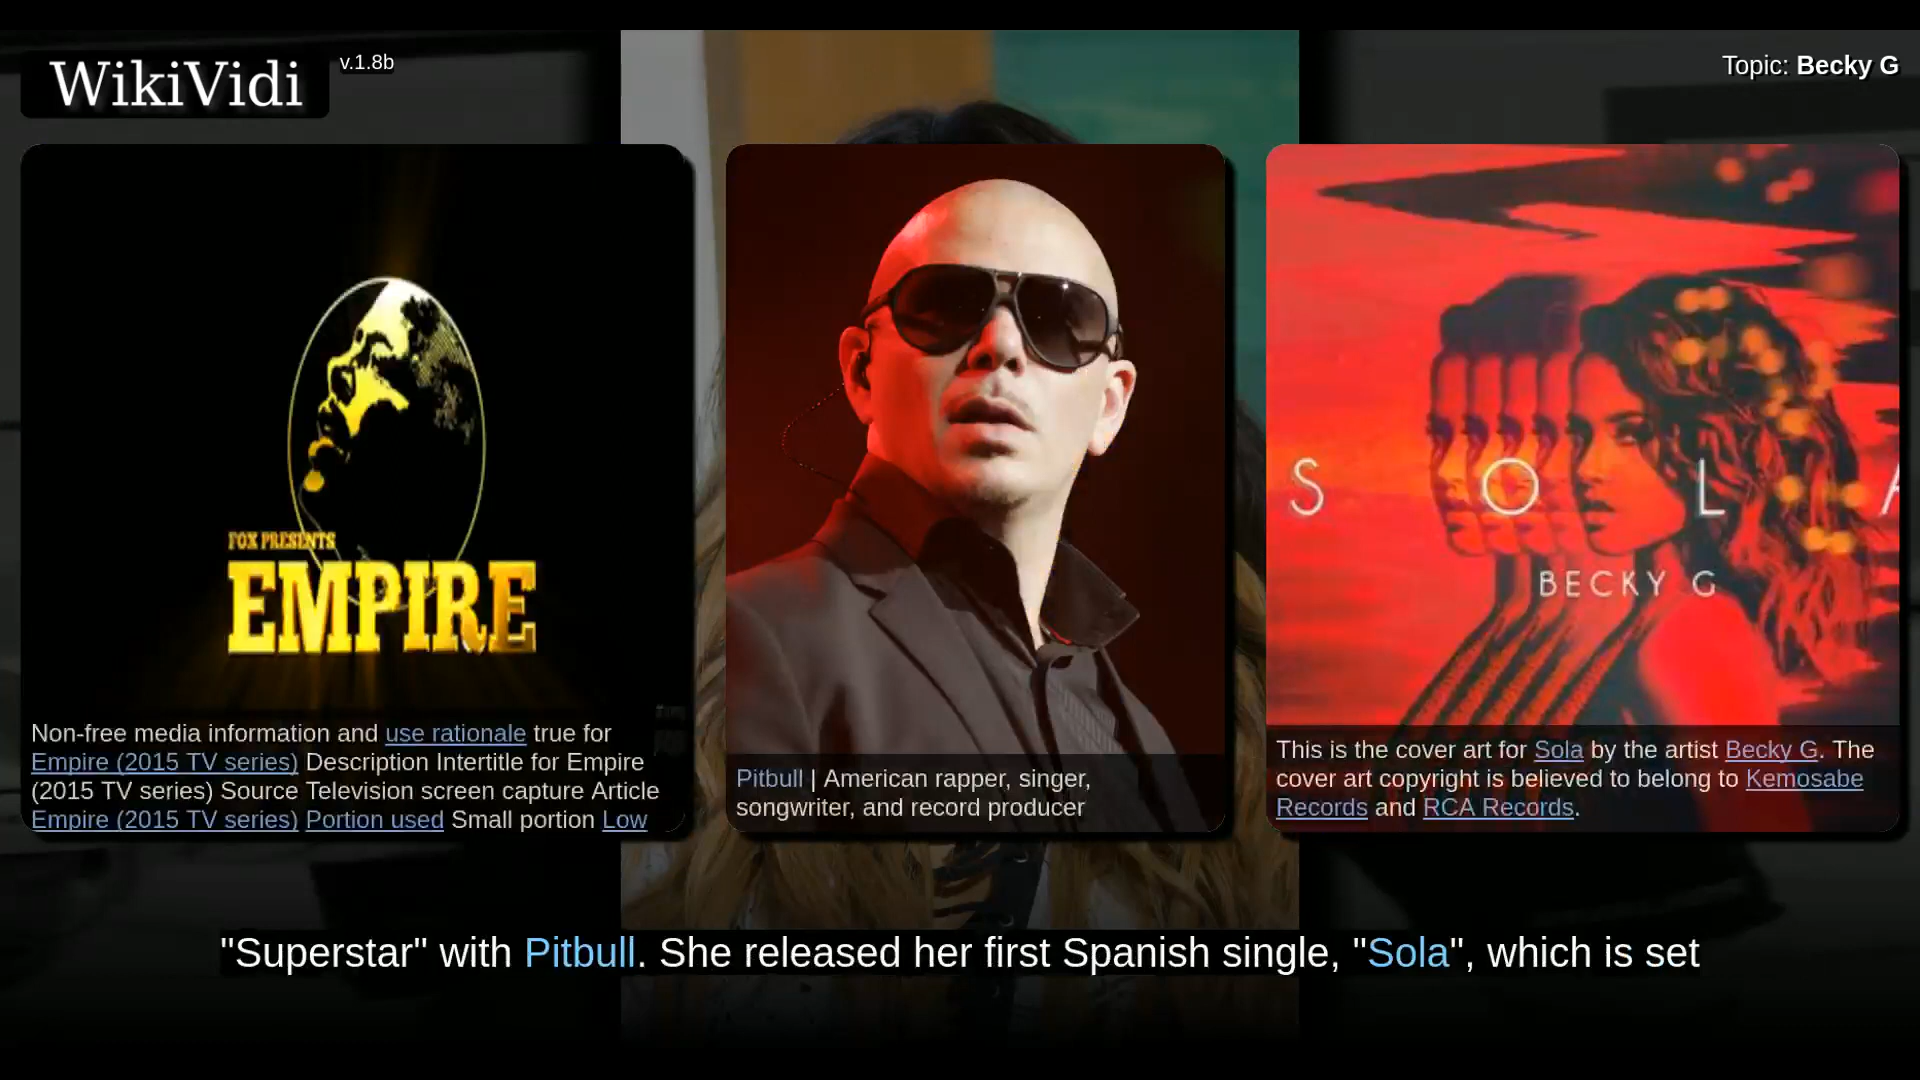 WikiVidi
v.1.8b
Topic: Becky G
FOX PRESENTS
EMPIRE
Non-free media information and use rationale true for
Empire (2015 TV series) Description Intertitle for Empire
(2015 TV series) Source Television screen capture Article
Empire (2015 TV series) Portion used Small portion Low
Pitbull | American rapper, singer,
songwriter, and record producer
S O L A
BECKY G
This is the cover art for Sola by the artist Becky G. The
cover art copyright is believed to belong to Kemosabe
Records and RCA Records.
"Superstar" with Pitbull. She released her first Spanish single, "Sola", which is set